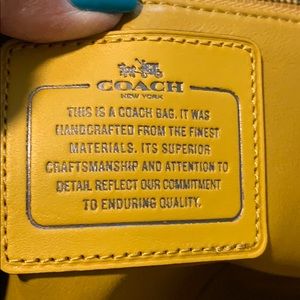 COACH
NEW YORK
THIS IS A COACH BAG. IT WAS
HANDCRAFTED FROM THE FINEST
MATERIALS. ITS SUPERIOR
CRAFTSMANSHIP AND ATTENTION TO
DETAIL REFLECT OUR COMMITMENT
TO ENDURING QUALITY.